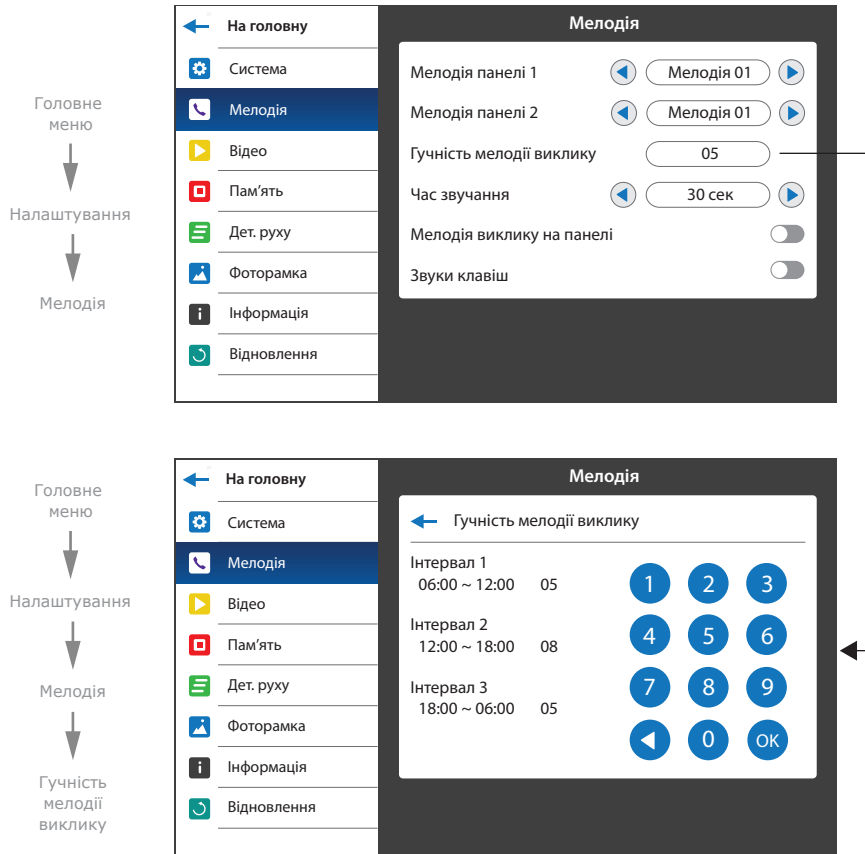 Головне
меню
Налаштування
Мелодія
На головну
Система
Мелодія
Відео
Пам’ять
Дет. руху
Фоторамка
Інформація
Відновлення
Мелодія
Мелодія панелі 1 Мелодія 01
Мелодія панелі 2 Мелодія 01
Гучність мелодії виклику 05
Час звучання 30 сек
Мелодія виклику на панелі
Звуки клавіш
Головне
меню
Налаштування
Мелодія
Гучність
мелодії
виклику
На головну
Система
Мелодія
Відео
Пам’ять
Дет. руху
Фоторамка
Інформація
Відновлення
Мелодія
Гучність мелодії виклику
Інтервал 1
06:00 ~ 12:00 05
Інтервал 2
12:00 ~ 18:00 08
Інтервал 3
18:00 ~ 06:00 05
1 2 3
4 5 6
7 8 9
0 OK